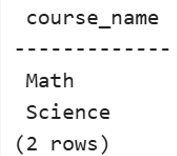 course_name
-------------
Math
Science
(2 rows)